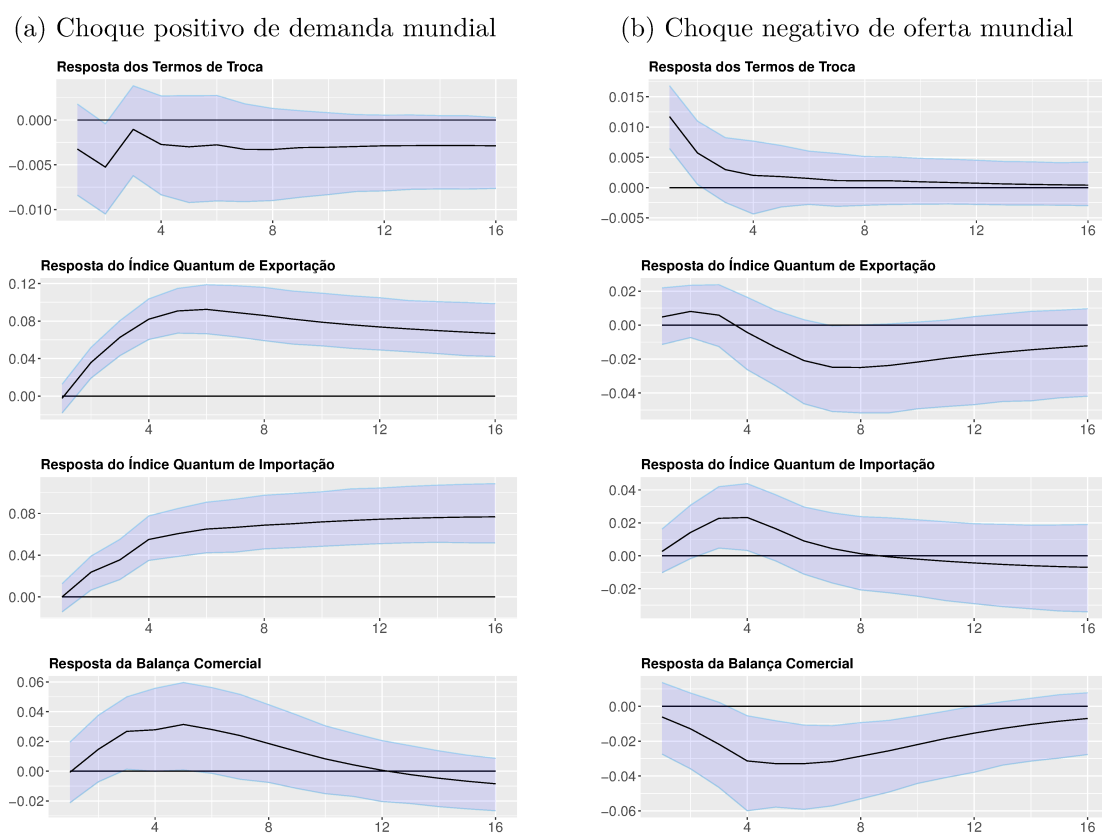 (a) Choque positivo de demanda mundial
Resposta dos Termos de Troca
0.000
−0.005
−0.010
4 8 12 16
Resposta do Índice Quantum de Exportação
0.12
0.08
0.04
0.00
4 8 12 16
Resposta do Índice Quantum de Importação
0.08
0.04
0.00
4 8 12 16
Resposta da Balança Comercial
0.06
0.04
0.02
0.00
−0.02
4 8 12 16
(b) Choque negativo de oferta mundial
Resposta dos Termos de Troca
0.015
0.010
0.005
0.000
−0.005
4 8 12 16
Resposta do Índice Quantum de Exportação
0.02
0.00
−0.02
−0.04
4 8 12 16
Resposta do Índice Quantum de Importação
0.04
0.02
0.00
−0.02
4 8 12 16
Resposta da Balança Comercial
0.00
−0.02
−0.04
−0.06
4 8 12 16